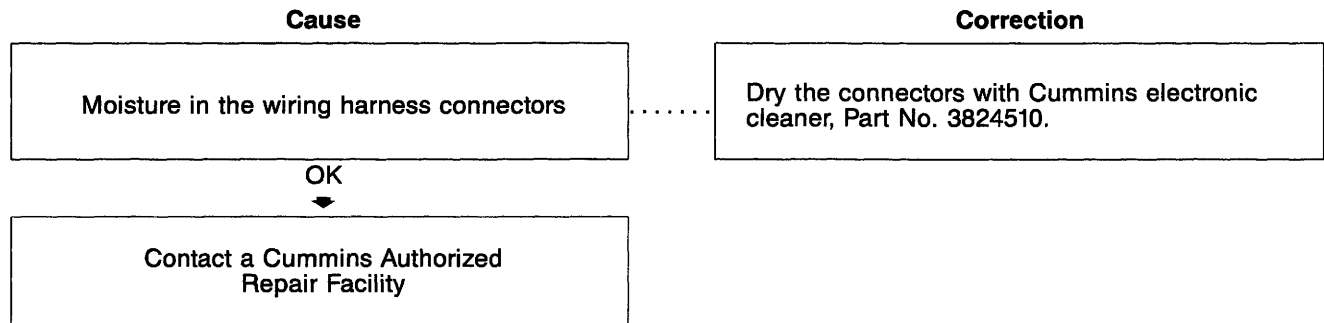 Cause
Correction
Moisture in the wiring harness connectors
.......
Dry the connectors with Cummins electronic
cleaner, Part No. 3824510.
OK
Contact a Cummins Authorized
Repair Facility